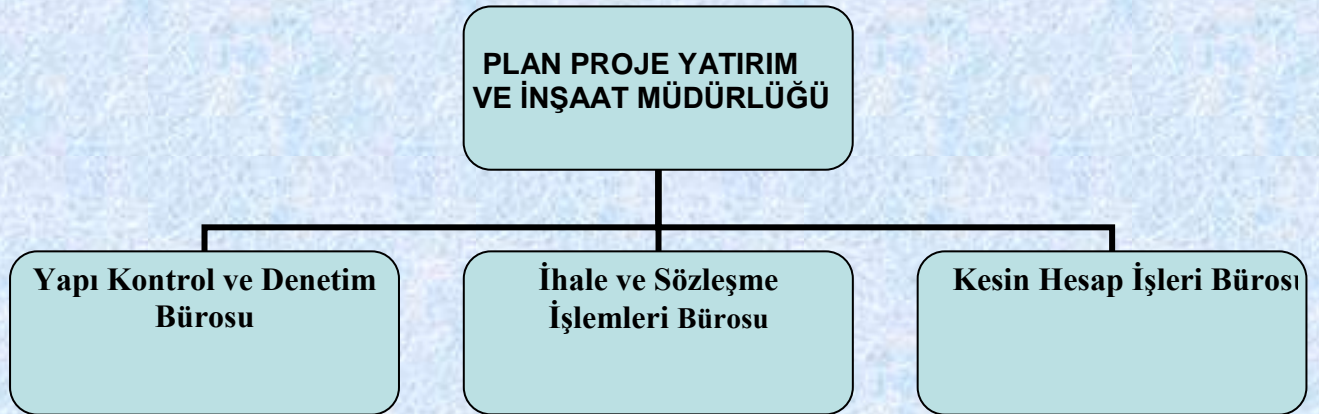 PLAN PROJE YATIRIM
VE İNŞAAT MÜDÜRLÜĞÜ
Yapı Kontrol ve Denetim
Bürosu
İhale ve Sözleşme
İşlemleri Bürosu
Kesin Hesap İşleri Bürosu